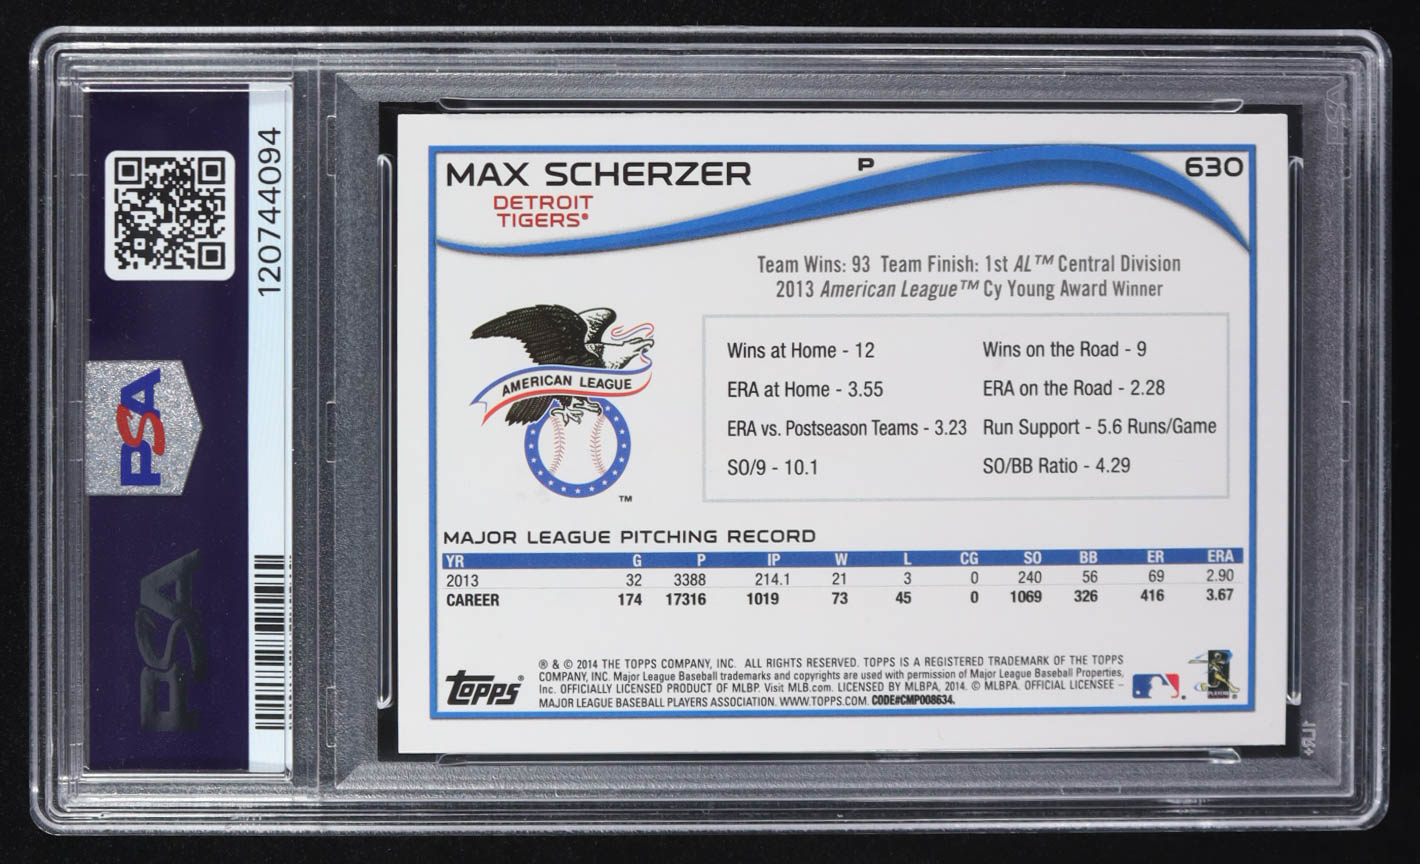 PSA
120744094
PSA
MAX SCHERZER P 630
DETROIT
TIGERS®
Team Wins: 93 Team Finish: 1st AL™ Central Division
2013 American League™ Cy Young Award Winner
AMERICAN LEAGUE
TM
Wins at Home - 12 Wins on the Road - 9
ERA at Home - 3.55 ERA on the Road - 2.28
ERA vs. Postseason Teams - 3.23 Run Support - 5.6 Runs/Game
SO/9 - 10.1 SO/BB Ratio - 4.29
MAJOR LEAGUE PITCHING RECORD
YR G P IP W L CG SO BB ER ERA
2013 32 3388 214.1 21 3 0 240 56 69 2.90
CAREER 174 17316 1019 73 45 0 1069 326 416 3.67
topps®
® & © 2014 THE TOPPS COMPANY, INC. ALL RIGHTS RESERVED. TOPPS IS A REGISTERED TRADEMARK OF THE TOPPS
COMPANY, INC. Major League Baseball trademarks and copyrights are used with permission of Major League Baseball Properties,
Inc. OFFICIALLY LICENSED PRODUCT OF MLBP. Visit MLB.com. LICENSED BY MLBPA, 2014. © MLBPA. OFFICIAL LICENSEE –
MAJOR LEAGUE BASEBALL PLAYERS ASSOCIATION. WWW.TOPPS.COM. CODE#CMP008634.